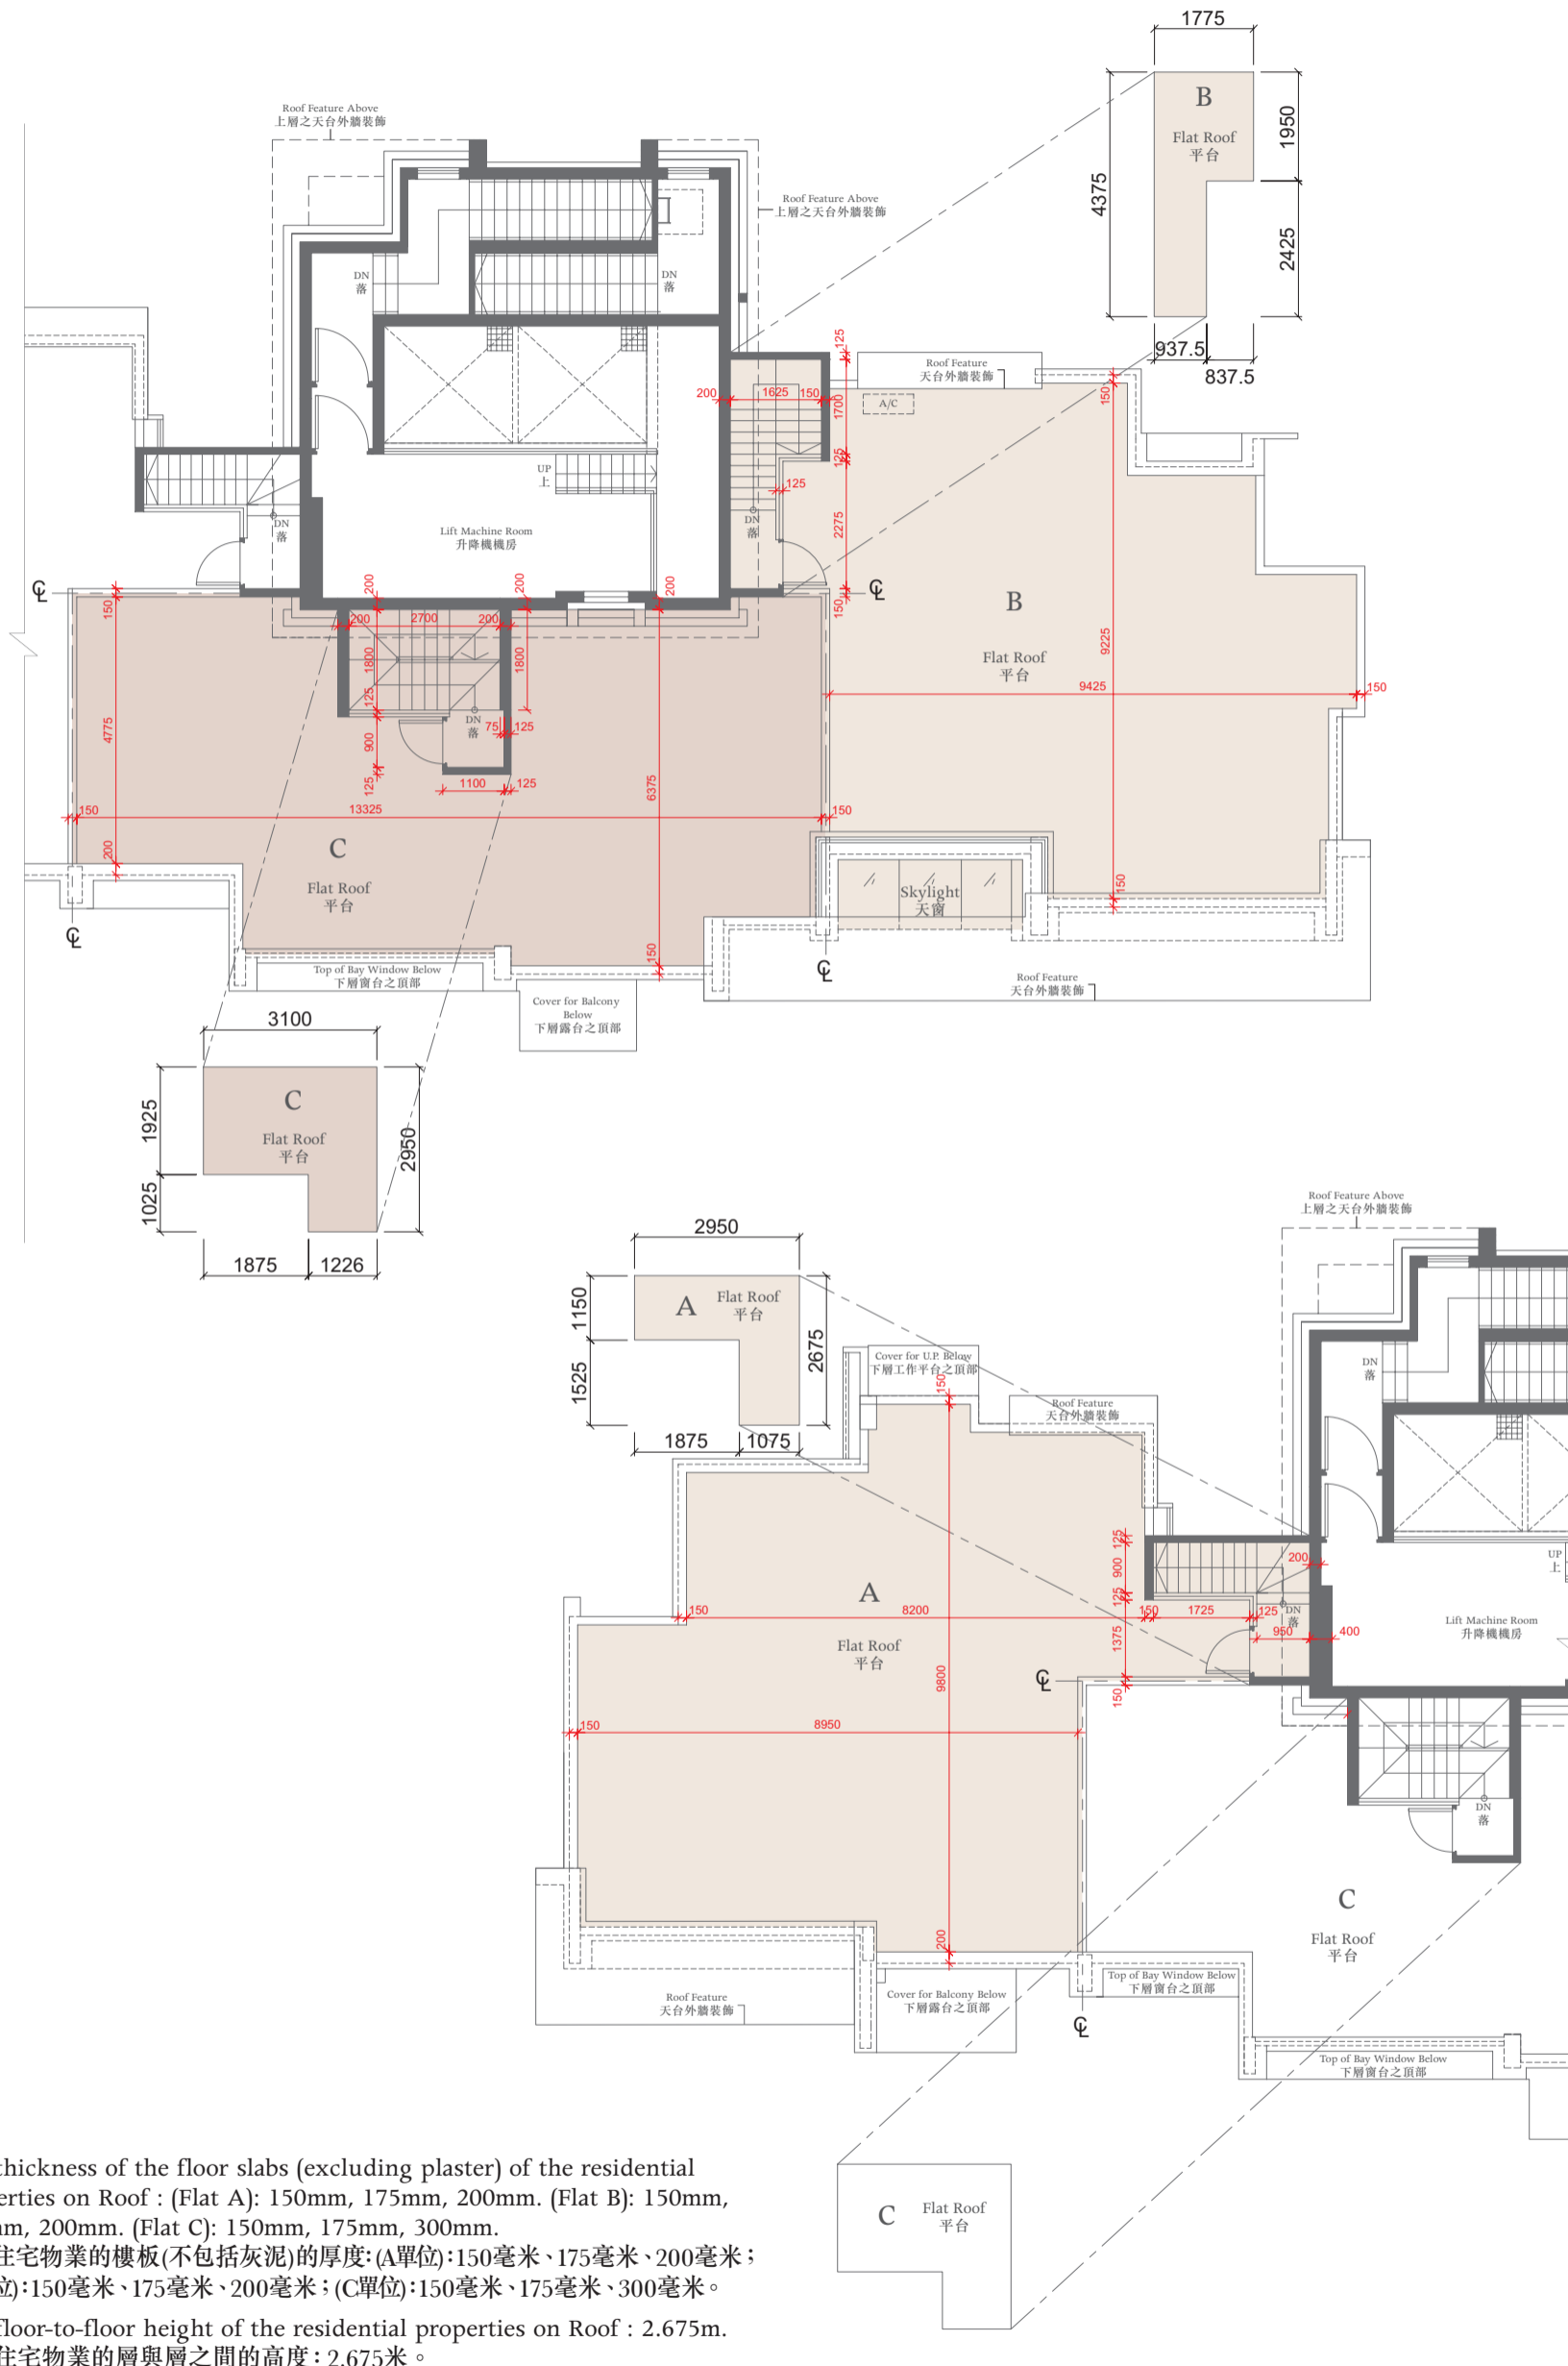 1775
B
Flat Roof
平台
4375
1950
2425
937.5
837.5
Roof Feature Above
上層之天台外牆裝飾
Roof Feature Above
上層之天台外牆裝飾
DN
落
DN
落
125
Roof Feature
天台外牆裝飾
200
1625
150
1700
A/C
150
125
UP
上
125
DN
落
DN
落
2275
Lift Machine Room
升降機機房
℄
150
200
200
200
150
℄
200
2700
200
B
Flat Roof
平台
9225
1800
1800
125
9425
150
4775
75
125
DN
落
900
125
1100
125
6375
150
13325
150
200
C
Flat Roof
平台
150
150
Skylight
天窗
℄
℄
Top of Bay Window Below
下層窗台之頂部
Roof Feature
天台外牆裝飾
Cover for Balcony
Below
下層露台之頂部
3100
1925
C
Flat Roof
平台
2950
1025
1875
1226
Roof Feature Above
上層之天台外牆裝飾
2950
1150
A
Flat Roof
平台
2675
1525
1875
1075
Cover for U.P. Below
下層工作平台之頂部
150
Roof Feature
天台外牆裝飾
DN
落
125
900
125
200
UP
上
A
150
8200
150
1725
125
DN
落
Lift Machine Room
升降機機房
Flat Roof
平台
1375
950
400
9800
℄
150
150
8950
DN
落
C
Flat Roof
平台
200
Roof Feature
天台外牆裝飾
Cover for Balcony Below
下層露台之頂部
Top of Bay Window Below
下層窗台之頂部
℄
Top of Bay Window Below
下層窗台之頂部
C
Flat Roof
平台
thickness of the floor slabs (excluding plaster) of the residential
erties on Roof : (Flat A): 150mm, 175mm, 200mm. (Flat B): 150mm,
m, 200mm. (Flat C): 150mm, 175mm, 300mm.
住宅物業的樓板(不包括灰泥)的厚度：(A單位)：150毫米、175毫米、200毫米；
位)：150毫米、175毫米、200毫米；(C單位)：150毫米、175毫米、300毫米。
floor-to-floor height of the residential properties on Roof : 2.675m.
住宅物業的層與層之間的高度：2.675米。